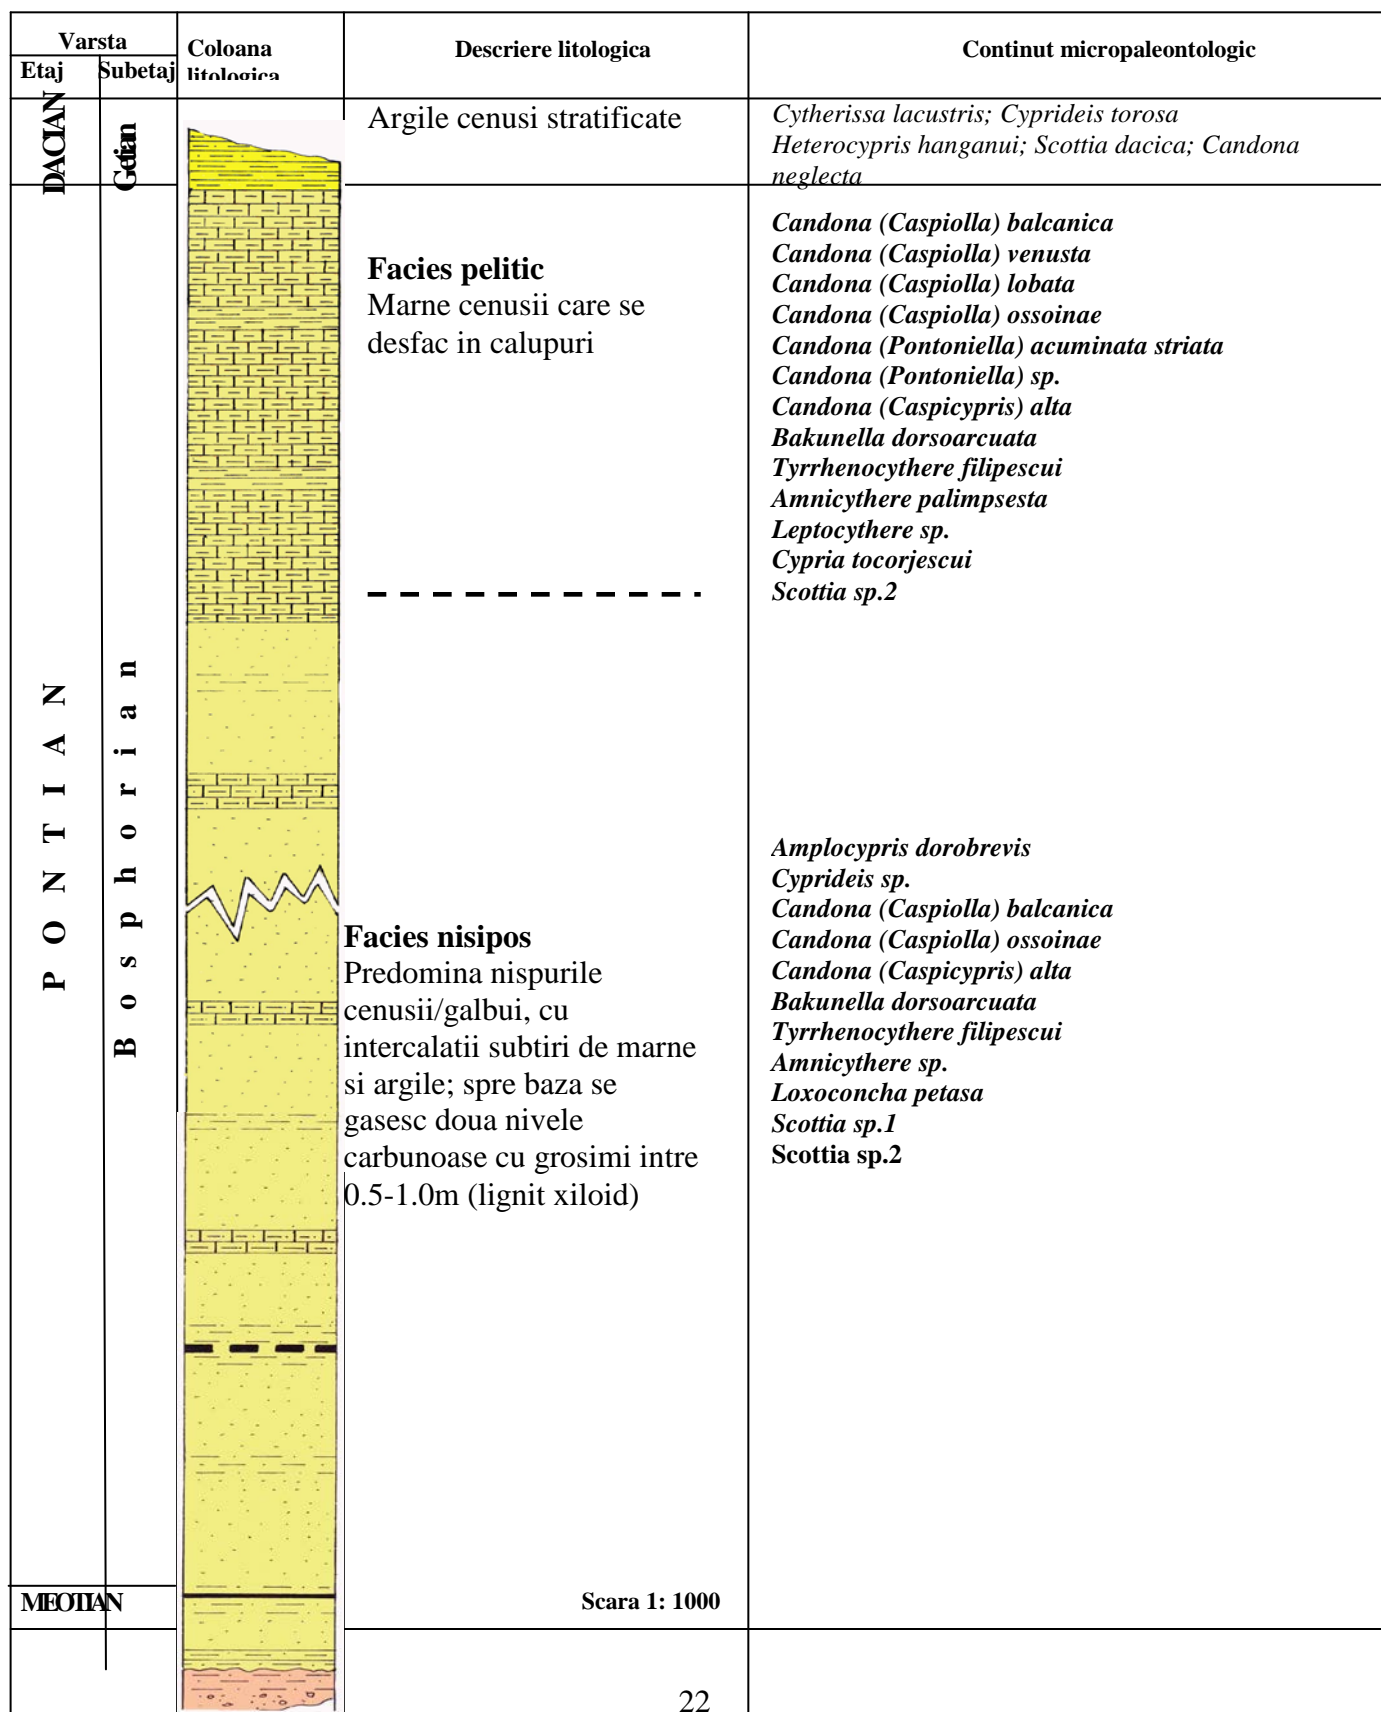 Varsta
Etaj
Subetaj
Coloana
litologica
Descriere litologica
Continut micropaleontologic
DACIAN
Getian
Argile cenusi stratificate
Cytherissa lacustris; Cyprideis torosa
Heterocypris hanganui; Scottia dacica; Candona
neglecta
PONTIAN
Bosphorian
Facies pelitic
Marne cenusii care se
desfac in calupuri
Candona (Caspiolla) balcanica
Candona (Caspiolla) venusta
Candona (Caspiolla) lobata
Candona (Caspiolla) ossoinae
Candona (Pontoniella) acuminata striata
Candona (Pontoniella) sp.
Candona (Caspicypris) alta
Bakunella dorsoarcuata
Tyrrhenocythere filipescui
Amnicythere palimpsesta
Leptocythere sp.
Cypria tocorjescui
Scottia sp.2
Facies nisipos
Predomina nispurile
cenusii/galbui, cu
intercalatii subtiri de marne
si argile; spre baza se
gasesc doua nivele
carbunoase cu grosimi intre
0.5-1.0m (lignit xiloid)
Amplocypris dorobrevis
Cyprideis sp.
Candona (Caspiolla) balcanica
Candona (Caspiolla) ossoinae
Candona (Caspicypris) alta
Bakunella dorsoarcuata
Tyrrhenocythere filipescui
Amnicythere sp.
Loxoconcha petasa
Scottia sp.1
Scottia sp.2
MEOTIAN
Scara 1: 1000
22